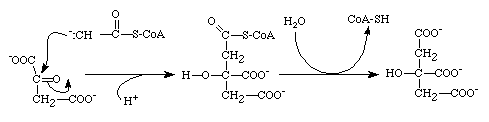 O
⁻:CH C S-CoA
⁻OOC
C=O
CH₂ COO⁻
H⁺
O
C S-CoA
CH₂
H O C COO⁻
CH₂ COO⁻
H₂O
CoA-SH
COO⁻
CH₂
HO C COO⁻
CH₂ COO⁻